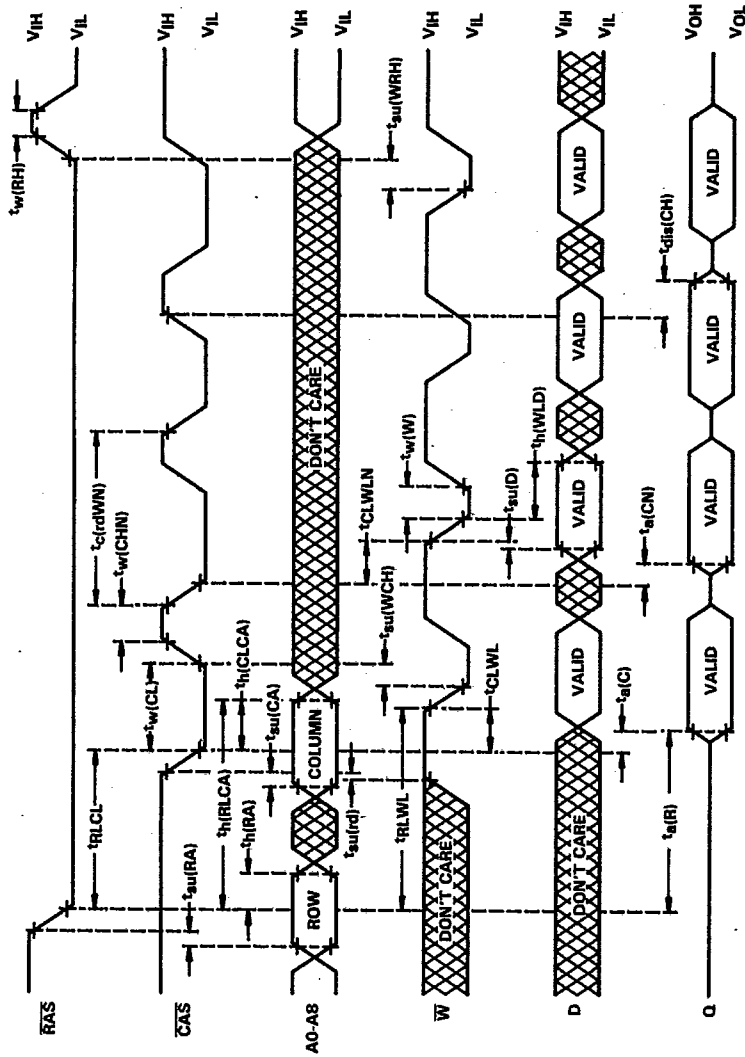 RAS
tw(RH)
VIH
VIL
tsu(RA)
tRLCL
tw(CL)
tw(CHN)
tc(rdWN)
CAS
VIH
VIL
th(RLCA)
th(RA)
tsu(CA)
th(CLCA)
tsu(WCH)
A0-A8
ROW
COLUMN
DON'T CARE
VIH
VIL
tsu(rd)
tRLWL
tCLWL
tCLWLN
tw(W)
tsu(WRH)
W
DON'T CARE
VIH
VIL
tsu(D)
th(WLD)
D
DON'T CARE
VALID
VALID
VALID
VALID
VIH
VIL
ta(R)
ta(C)
ta(CN)
tdis(CH)
Q
VALID
VALID
VALID
VALID
VOH
VOL